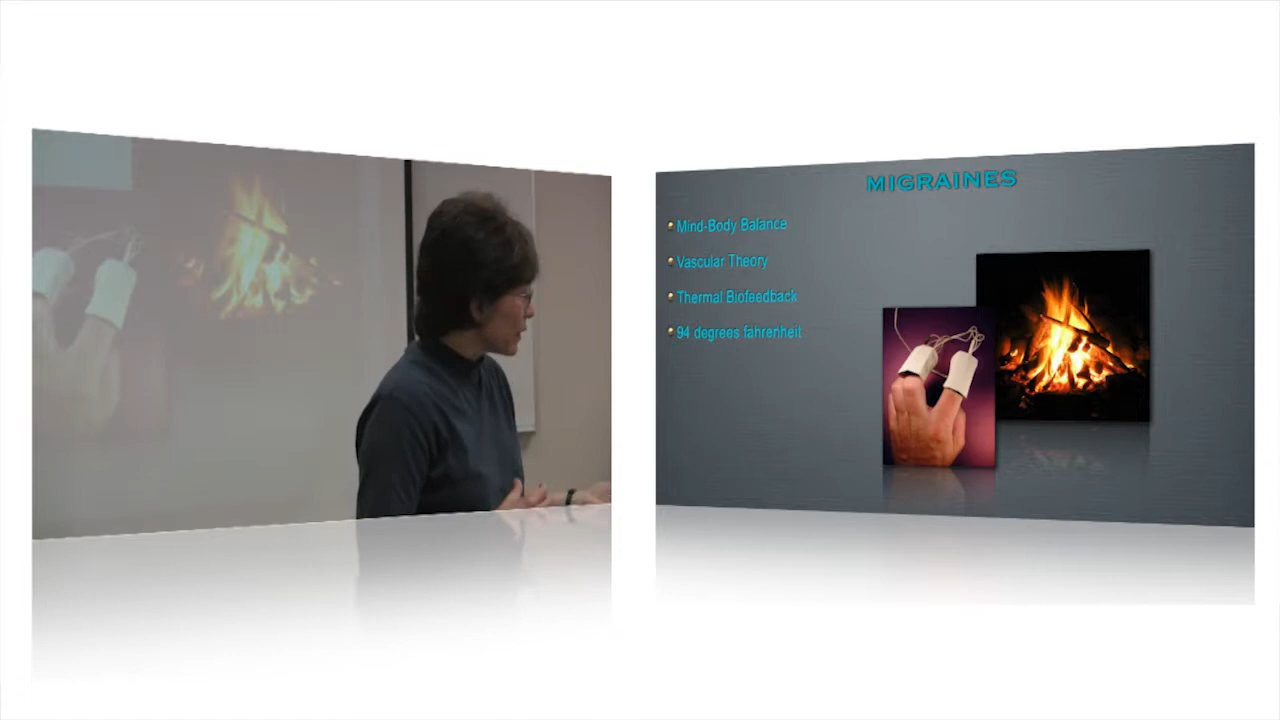 MIGRAINES
Mind-Body Balance
Vascular Theory
Thermal Biofeedback
94 degrees fahrenheit